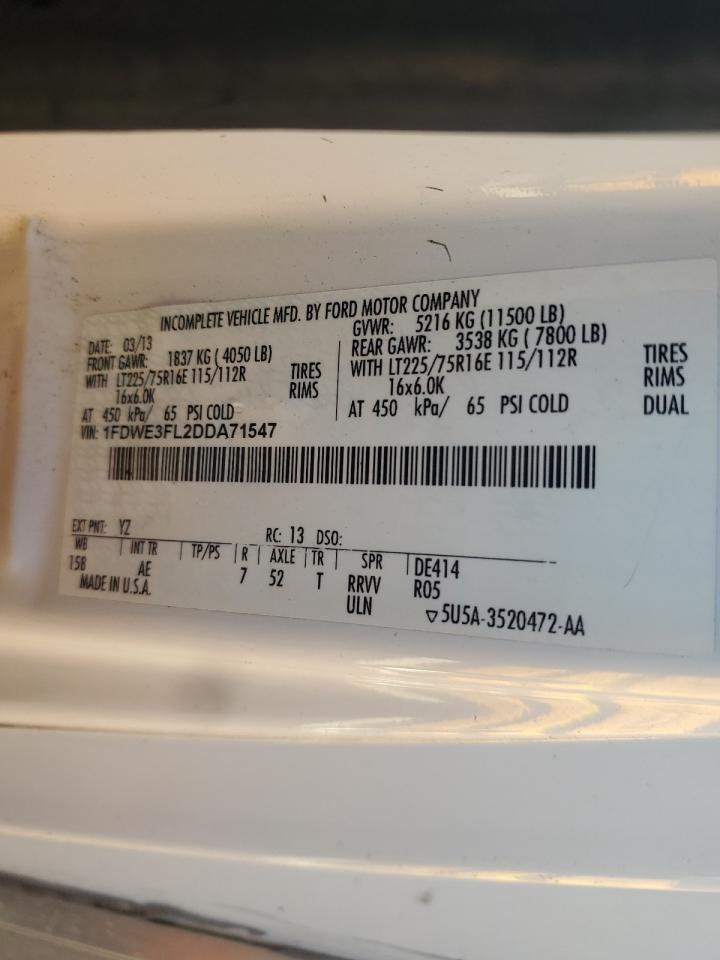 INCOMPLETE VEHICLE MFD. BY FORD MOTOR COMPANY
DATE: 03/13
FRONT GAWR: 1837 KG ( 4050 LB)
WITH LT225/75R16E 115/112R TIRES
16x6.0K RIMS
AT 450 kPa/ 65 PSI COLD
GVWR: 5216 KG (11500 LB)
REAR GAWR: 3538 KG ( 7800 LB)
WITH LT225/75R16E 115/112R TIRES
16x6.0K RIMS
AT 450 kPa/ 65 PSI COLD DUAL
VIN: 1FDWE3FL2DDA71547
EXT PNT: YZ RC: 13 DSO:
WB INT TR TP/PS R AXLE TR SPR DE414
158 AE 7 52 T RRVV R05
MADE IN U.S.A. ULN ▽5U5A-3520472-AA